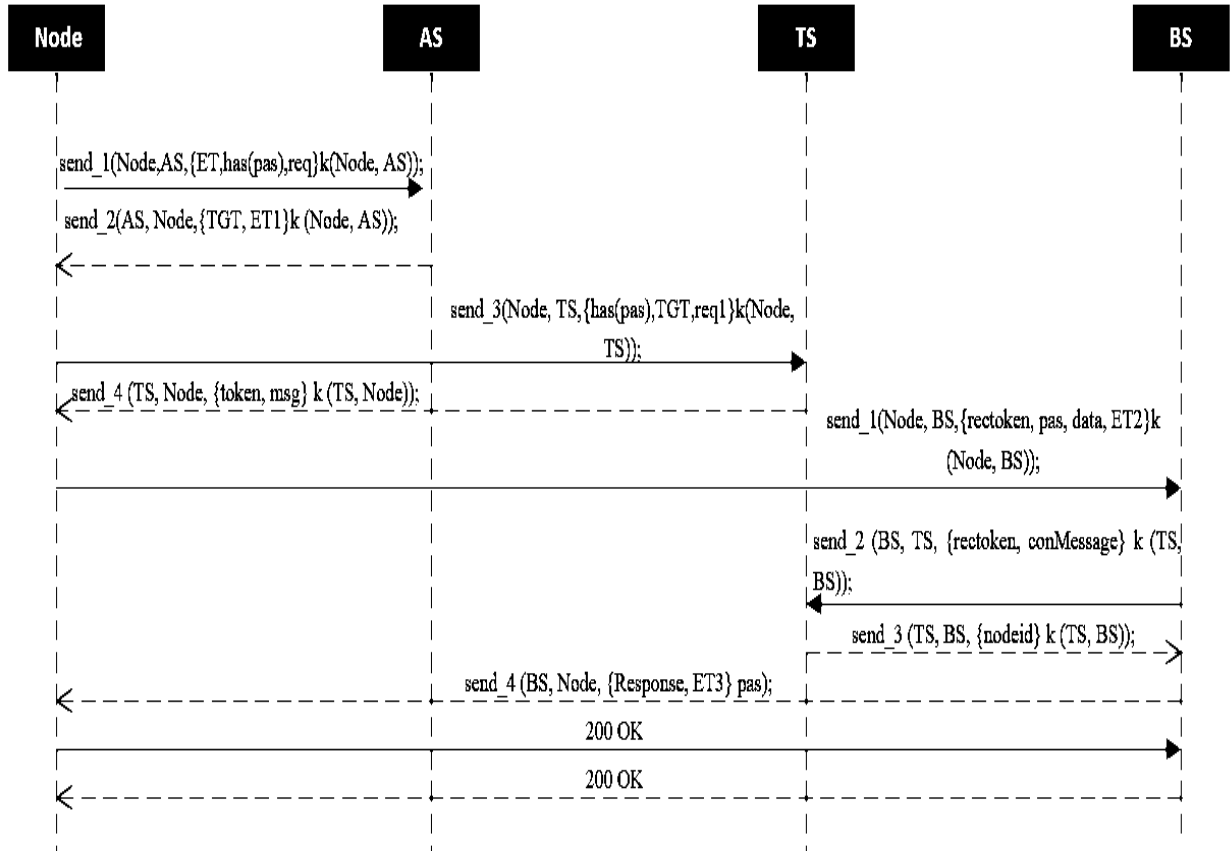 Node
AS
TS
BS
send_1(Node,AS,{ET,has(pas),req}k(Node, AS));
send_2(AS, Node,{TGT, ET1}k (Node, AS));
send_3(Node, TS,{has(pas),TGT,req1}k(Node,
TS));
send_4 (TS, Node, {token, msg} k (TS, Node));
send_1(Node, BS,{rectoken, pas, data, ET2}k
(Node, BS));
send_2 (BS, TS, {rectoken, conMessage} k (TS,
BS));
send_3 (TS, BS, {nodeid} k (TS, BS));
send_4 (BS, Node, {Response, ET3} pas);
200 OK
200 OK